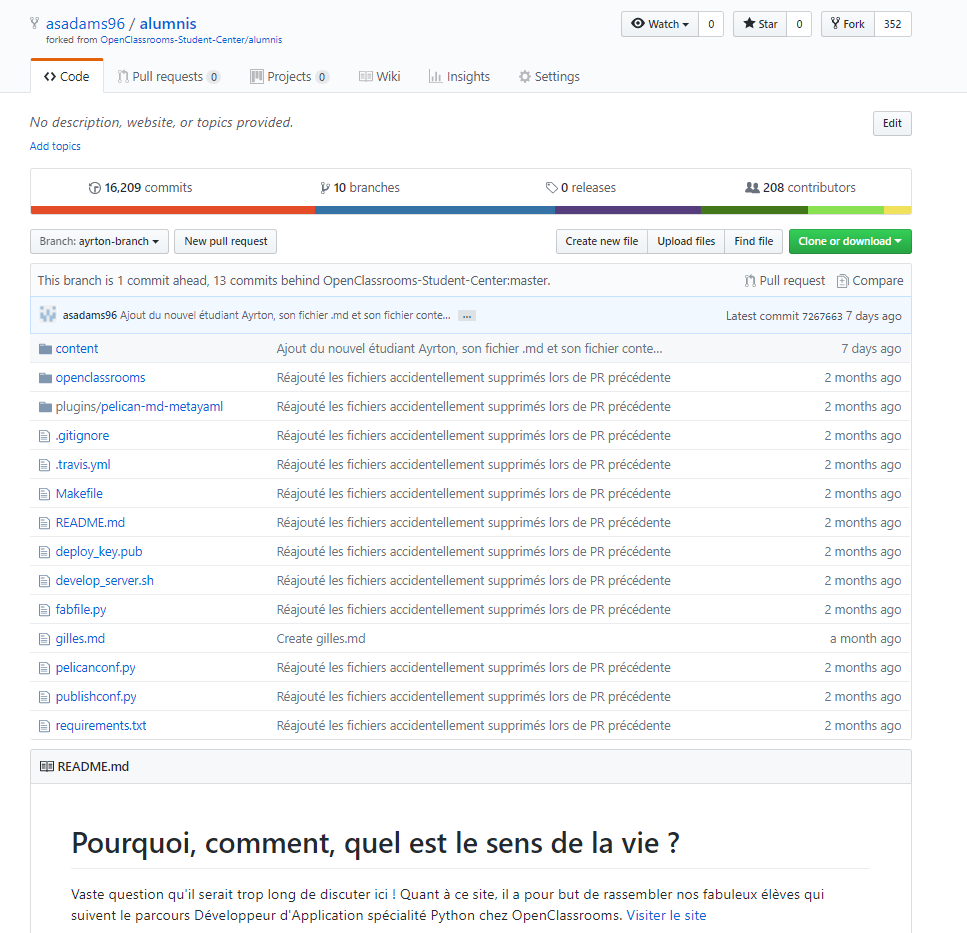 asadams96 / alumnis
Watch 0 Star 0 Fork 352
forked from OpenClassrooms-Student-Center/alumnis
Code Pull requests 0 Projects 0 Wiki Insights Settings
No description, website, or topics provided.
Edit
Add topics
16,209 commits 10 branches 0 releases 208 contributors
Branch: ayrton-branch New pull request Create new file Upload files Find file Clone or download
This branch is 1 commit ahead, 13 commits behind OpenClassrooms-Student-Center:master. Pull request Compare
asadams96 Ajout du nouvel étudiant Ayrton, son fichier .md et son fichier conte... ... Latest commit 7267663 7 days ago
content Ajout du nouvel étudiant Ayrton, son fichier .md et son fichier conte... 7 days ago
openclassrooms Réajouté les fichiers accidentellement supprimés lors de PR précédente 2 months ago
plugins/pelican-md-metayaml Réajouté les fichiers accidentellement supprimés lors de PR précédente 2 months ago
.gitignore Réajouté les fichiers accidentellement supprimés lors de PR précédente 2 months ago
.travis.yml Réajouté les fichiers accidentellement supprimés lors de PR précédente 2 months ago
Makefile Réajouté les fichiers accidentellement supprimés lors de PR précédente 2 months ago
README.md Réajouté les fichiers accidentellement supprimés lors de PR précédente 2 months ago
deploy_key.pub Réajouté les fichiers accidentellement supprimés lors de PR précédente 2 months ago
develop_server.sh Réajouté les fichiers accidentellement supprimés lors de PR précédente 2 months ago
fabfile.py Réajouté les fichiers accidentellement supprimés lors de PR précédente 2 months ago
gilles.md Create gilles.md a month ago
pelicanconf.py Réajouté les fichiers accidentellement supprimés lors de PR précédente 2 months ago
publishconf.py Réajouté les fichiers accidentellement supprimés lors de PR précédente 2 months ago
requirements.txt Réajouté les fichiers accidentellement supprimés lors de PR précédente 2 months ago
README.md
Pourquoi, comment, quel est le sens de la vie ?
Vaste question qu'il serait trop long de discuter ici ! Quant à ce site, il a pour but de rassembler nos fabuleux élèves qui
suivent le parcours Développeur d'Application spécialité Python chez OpenClassrooms. Visiter le site